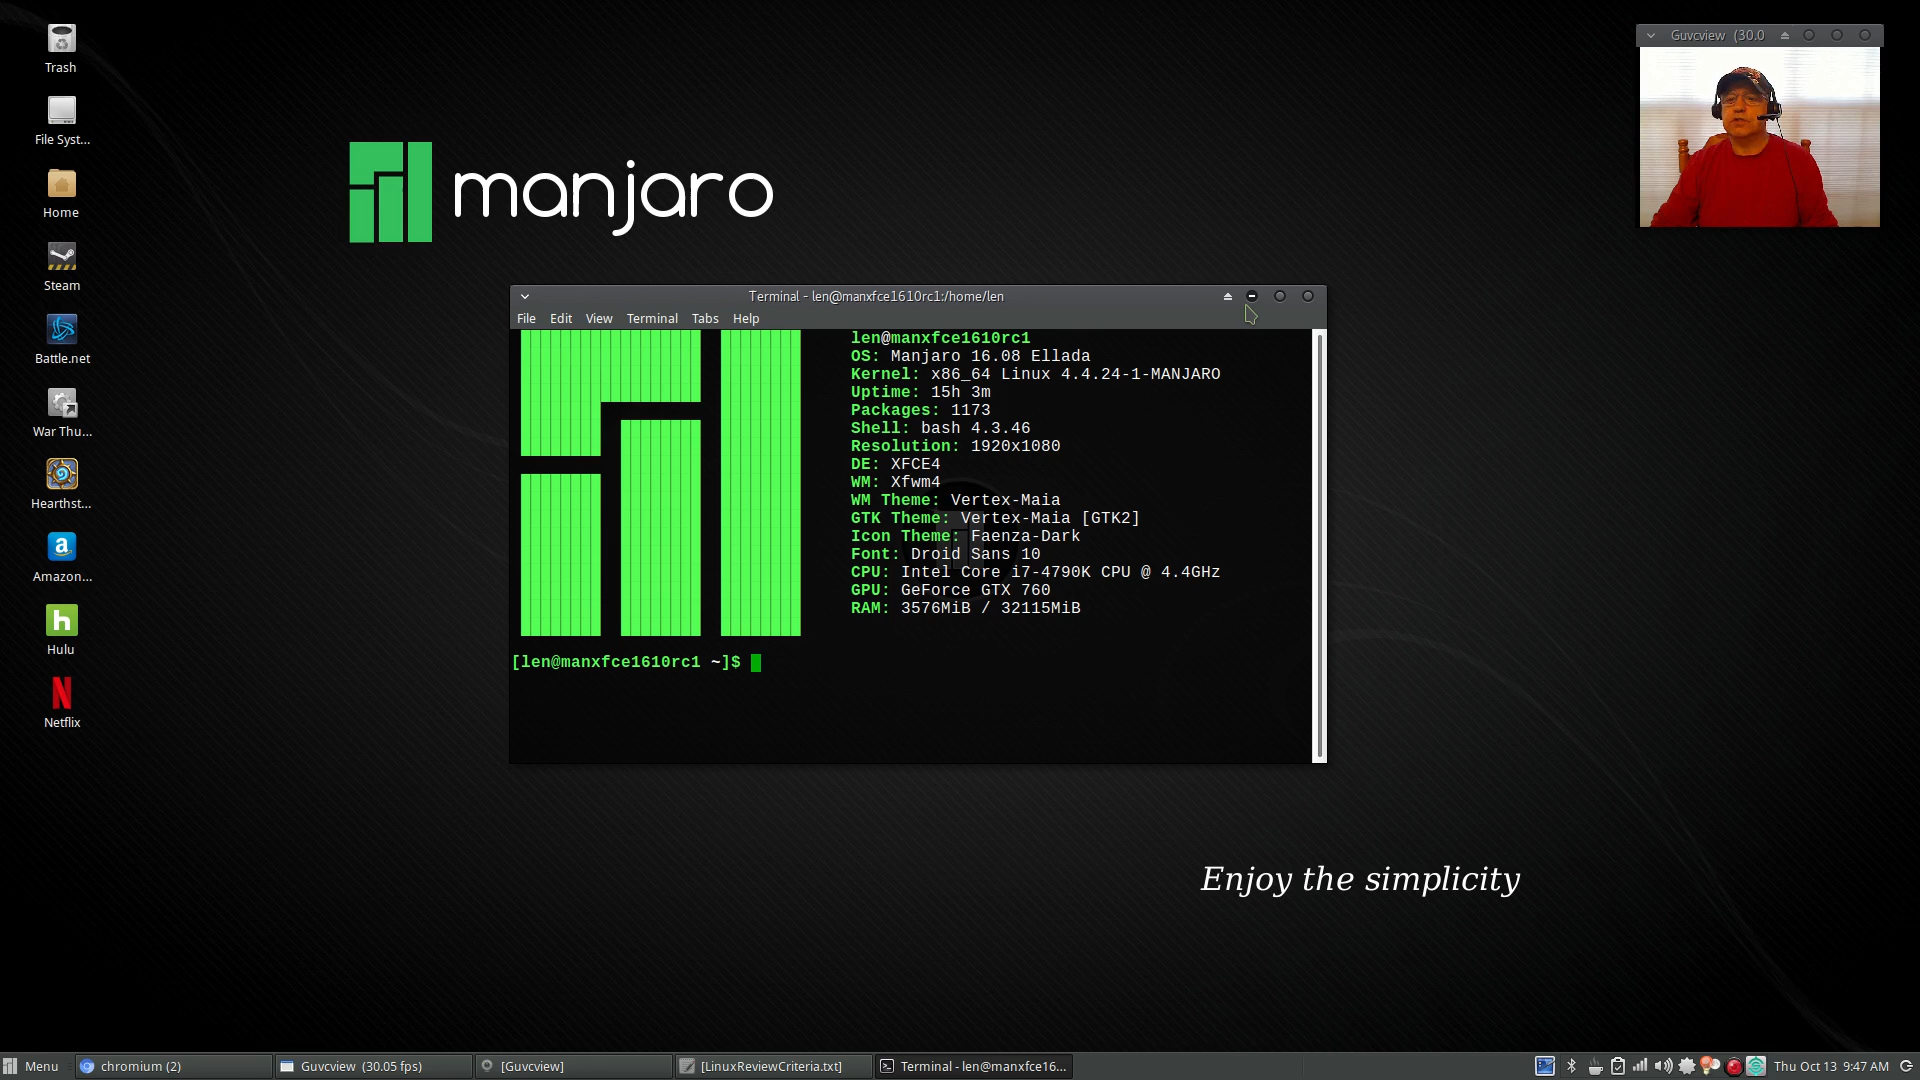 Trash
File Syst...
Home
Steam
Battle.net
War Thu...
Hearthst...
Amazon...
Hulu
Netflix
manjaro
Guvcview (30.0
Terminal - len@manxfce1610rc1:/home/len
File Edit View Terminal Tabs Help
len@manxfce1610rc1
OS: Manjaro 16.08 Ellada
Kernel: x86_64 Linux 4.4.24-1-MANJARO
Uptime: 15h 3m
Packages: 1173
Shell: bash 4.3.46
Resolution: 1920x1080
DE: XFCE4
WM: Xfwm4
WM Theme: Vertex-Maia
GTK Theme: Vertex-Maia [GTK2]
Icon Theme: Faenza-Dark
Font: Droid Sans 10
CPU: Intel Core i7-4790K CPU @ 4.4GHz
GPU: GeForce GTX 760
RAM: 3576MiB / 32115MiB
[len@manxfce1610rc1 ~]$
Enjoy the simplicity
Menu chromium (2) Guvcview (30.05 fps) [Guvcview] [LinuxReviewCriteria.txt] Terminal - len@manxfce16... Thu Oct 13 9:47 AM